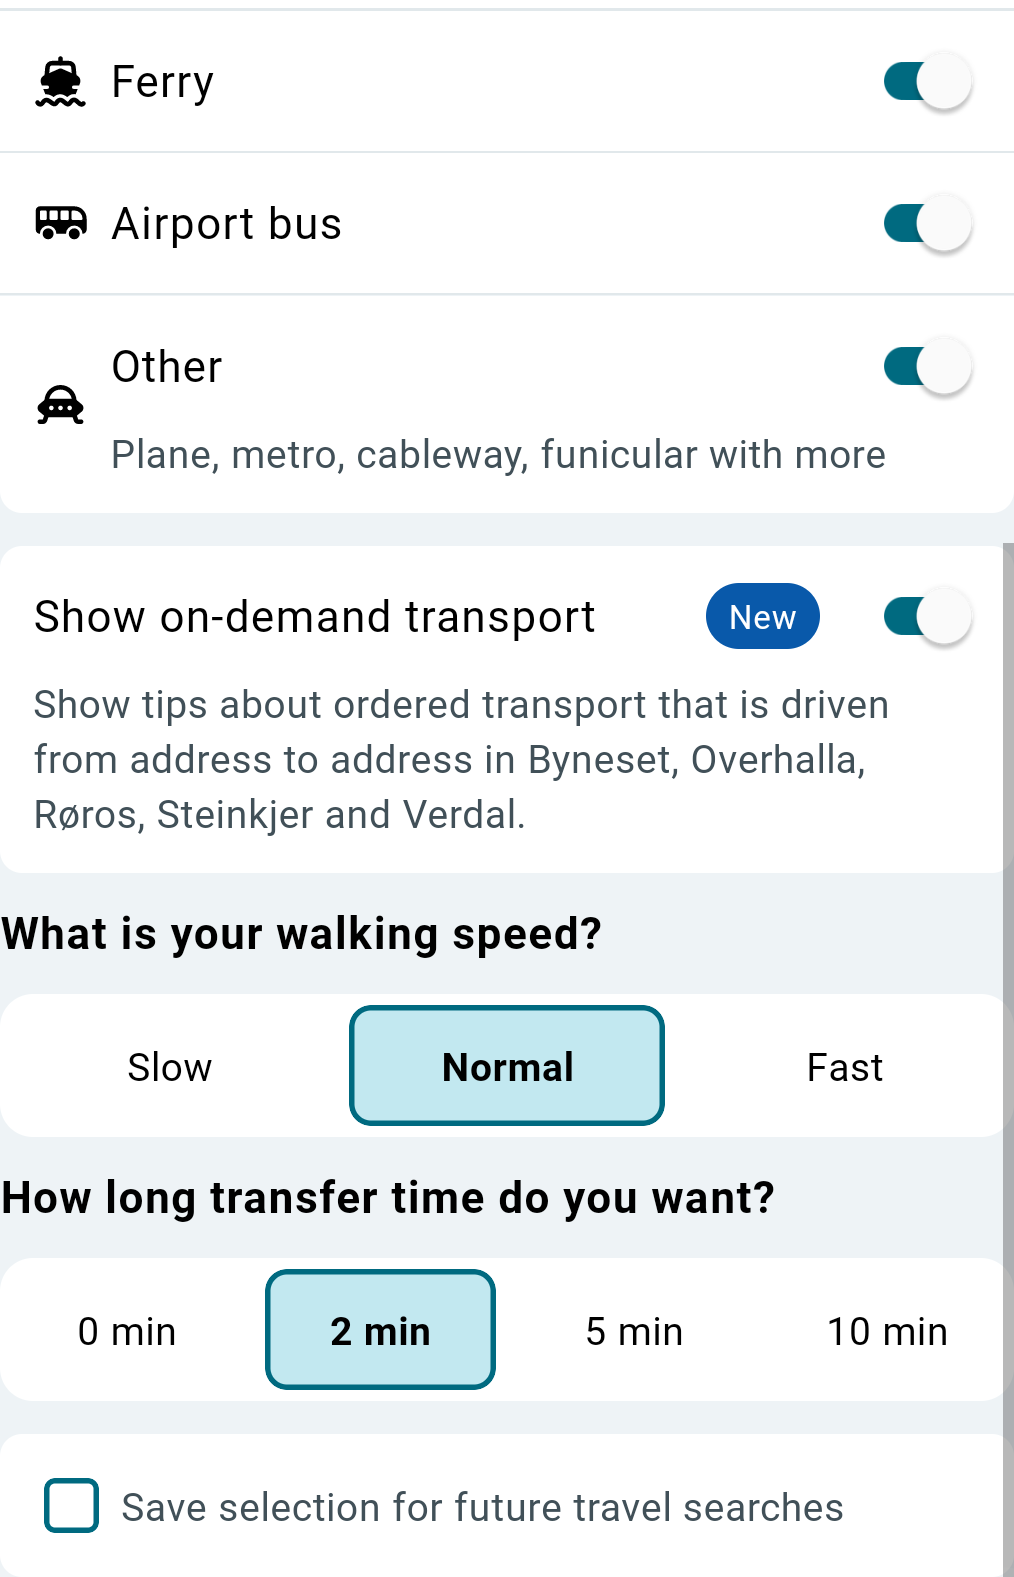 Ferry
Airport bus
Other
Plane, metro, cableway, funicular with more
Show on-demand transport New
Show tips about ordered transport that is driven
from address to address in Byneset, Overhalla,
Røros, Steinkjer and Verdal.
What is your walking speed?
Slow Normal Fast
How long transfer time do you want?
0 min 2 min 5 min 10 min
Save selection for future travel searches